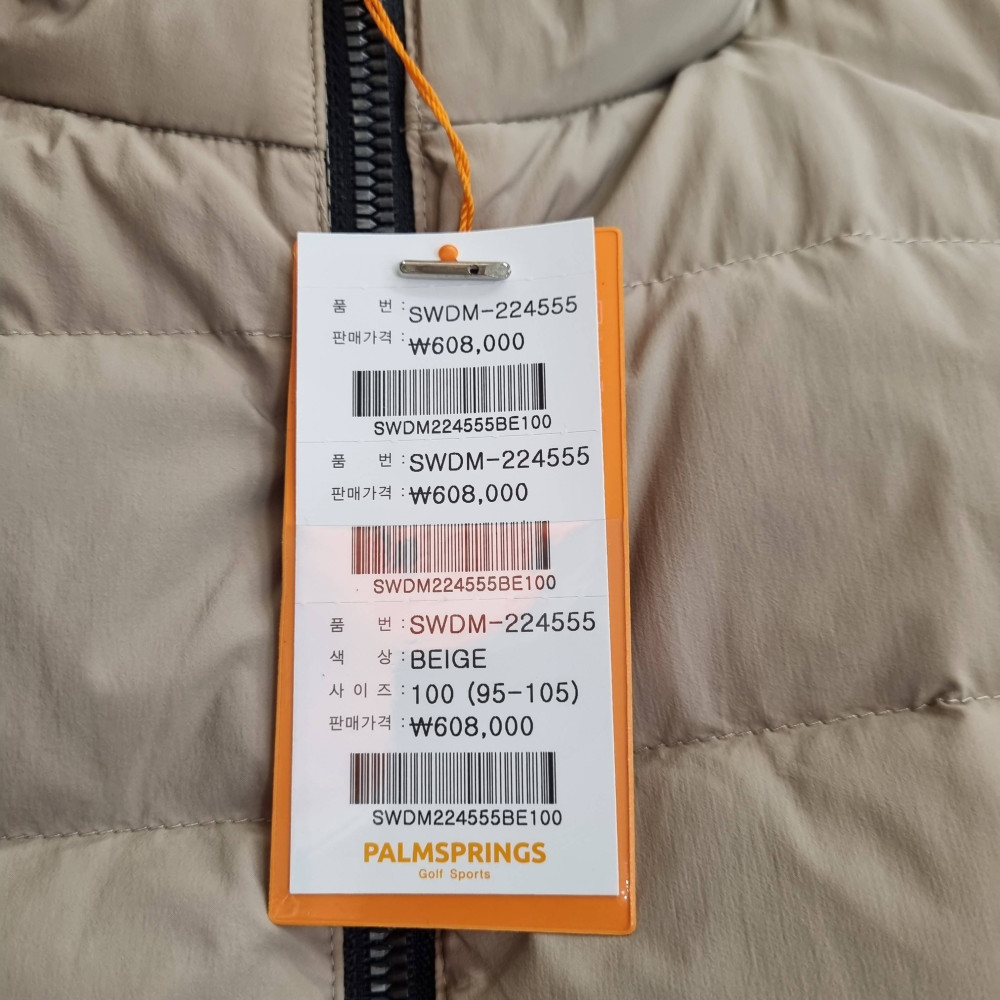 품 번 : SWDM-224555
판매가격 : ₩608,000
SWDM224555BE100
품 번 : SWDM-224555
판매가격 : ₩608,000
SWDM224555BE100
품 번 : SWDM-224555
색 상 : BEIGE
사 이 즈 : 100 (95-105)
판매가격 : ₩608,000
SWDM224555BE100
PALMSPRINGS
Golf Sports